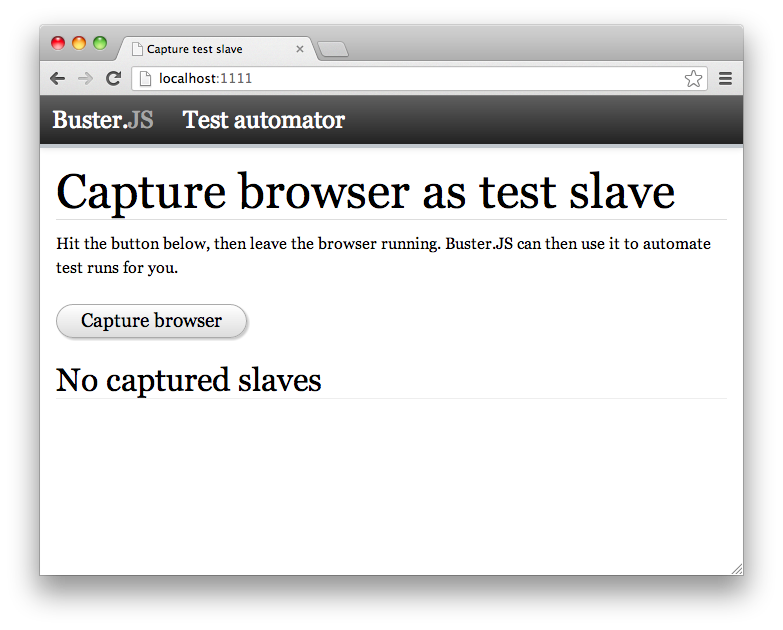 Capture test slave
localhost:1111
Buster.JS Test automator
Capture browser as test slave
Hit the button below, then leave the browser running. Buster.JS can then use it to automate
test runs for you.
Capture browser
No captured slaves